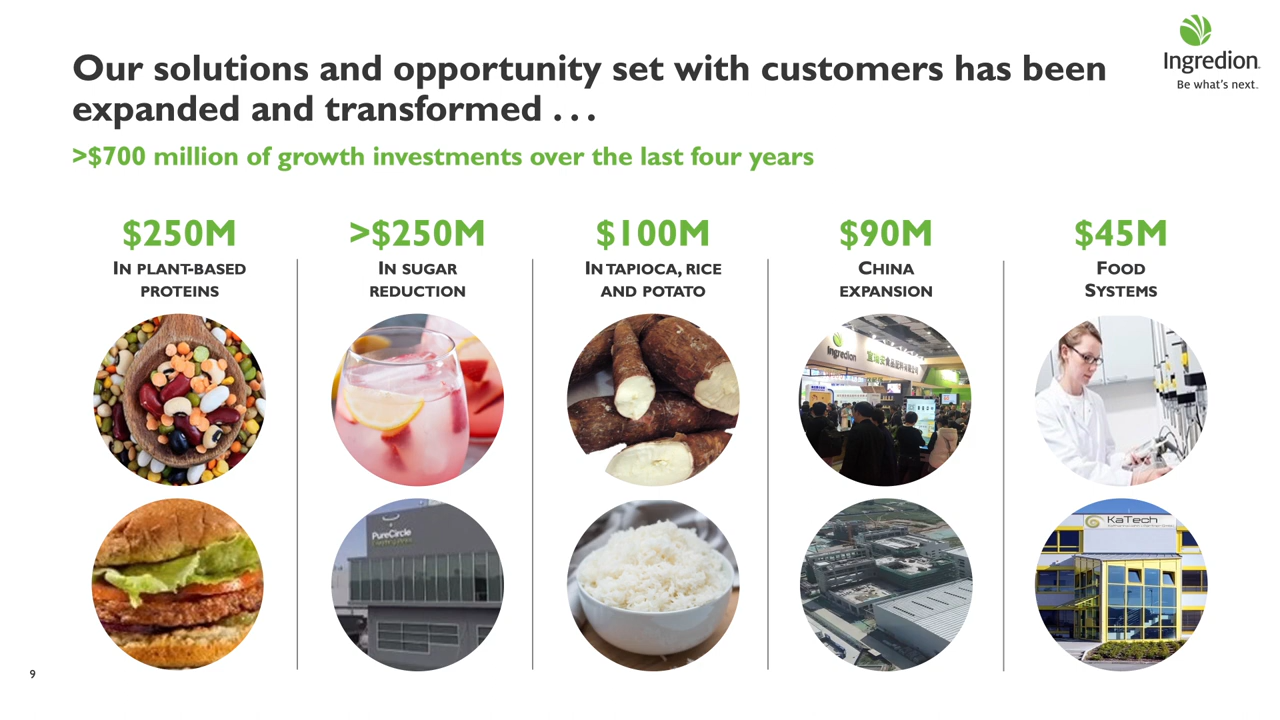 Our solutions and opportunity set with customers has been
expanded and transformed . . .
>$700 million of growth investments over the last four years
Ingredion
Be what's next.
$250M
IN PLANT-BASED
PROTEINS
>$250M
IN SUGAR
REDUCTION
$100M
IN TAPIOCA, RICE
AND POTATO
$90M
CHINA
EXPANSION
$45M
FOOD
SYSTEMS
Ingredion
PureCircle
KaTech
9